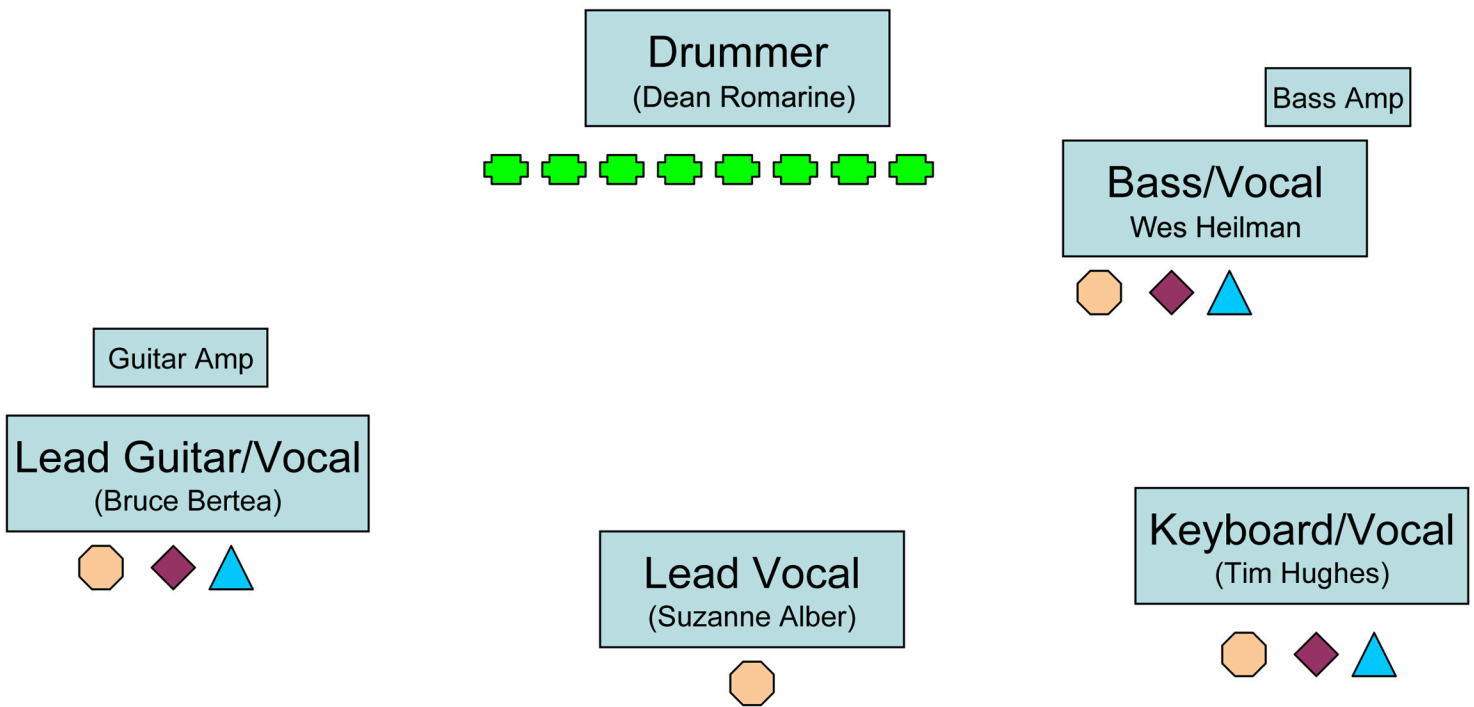 Drummer
(Dean Romarine)
Bass Amp
Bass/Vocal
Wes Heilman
Guitar Amp
Lead Guitar/Vocal
(Bruce Bertea)
Lead Vocal
(Suzanne Alber)
Keyboard/Vocal
(Tim Hughes)